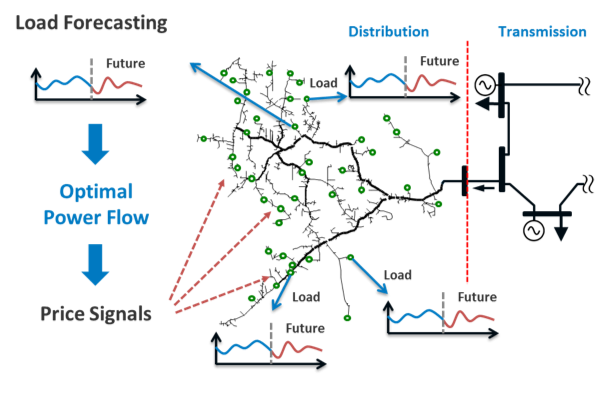 Load Forecasting
Future
Optimal
Power Flow
Price Signals
Distribution
Transmission
Future
Load
Load
Future
Load
Future